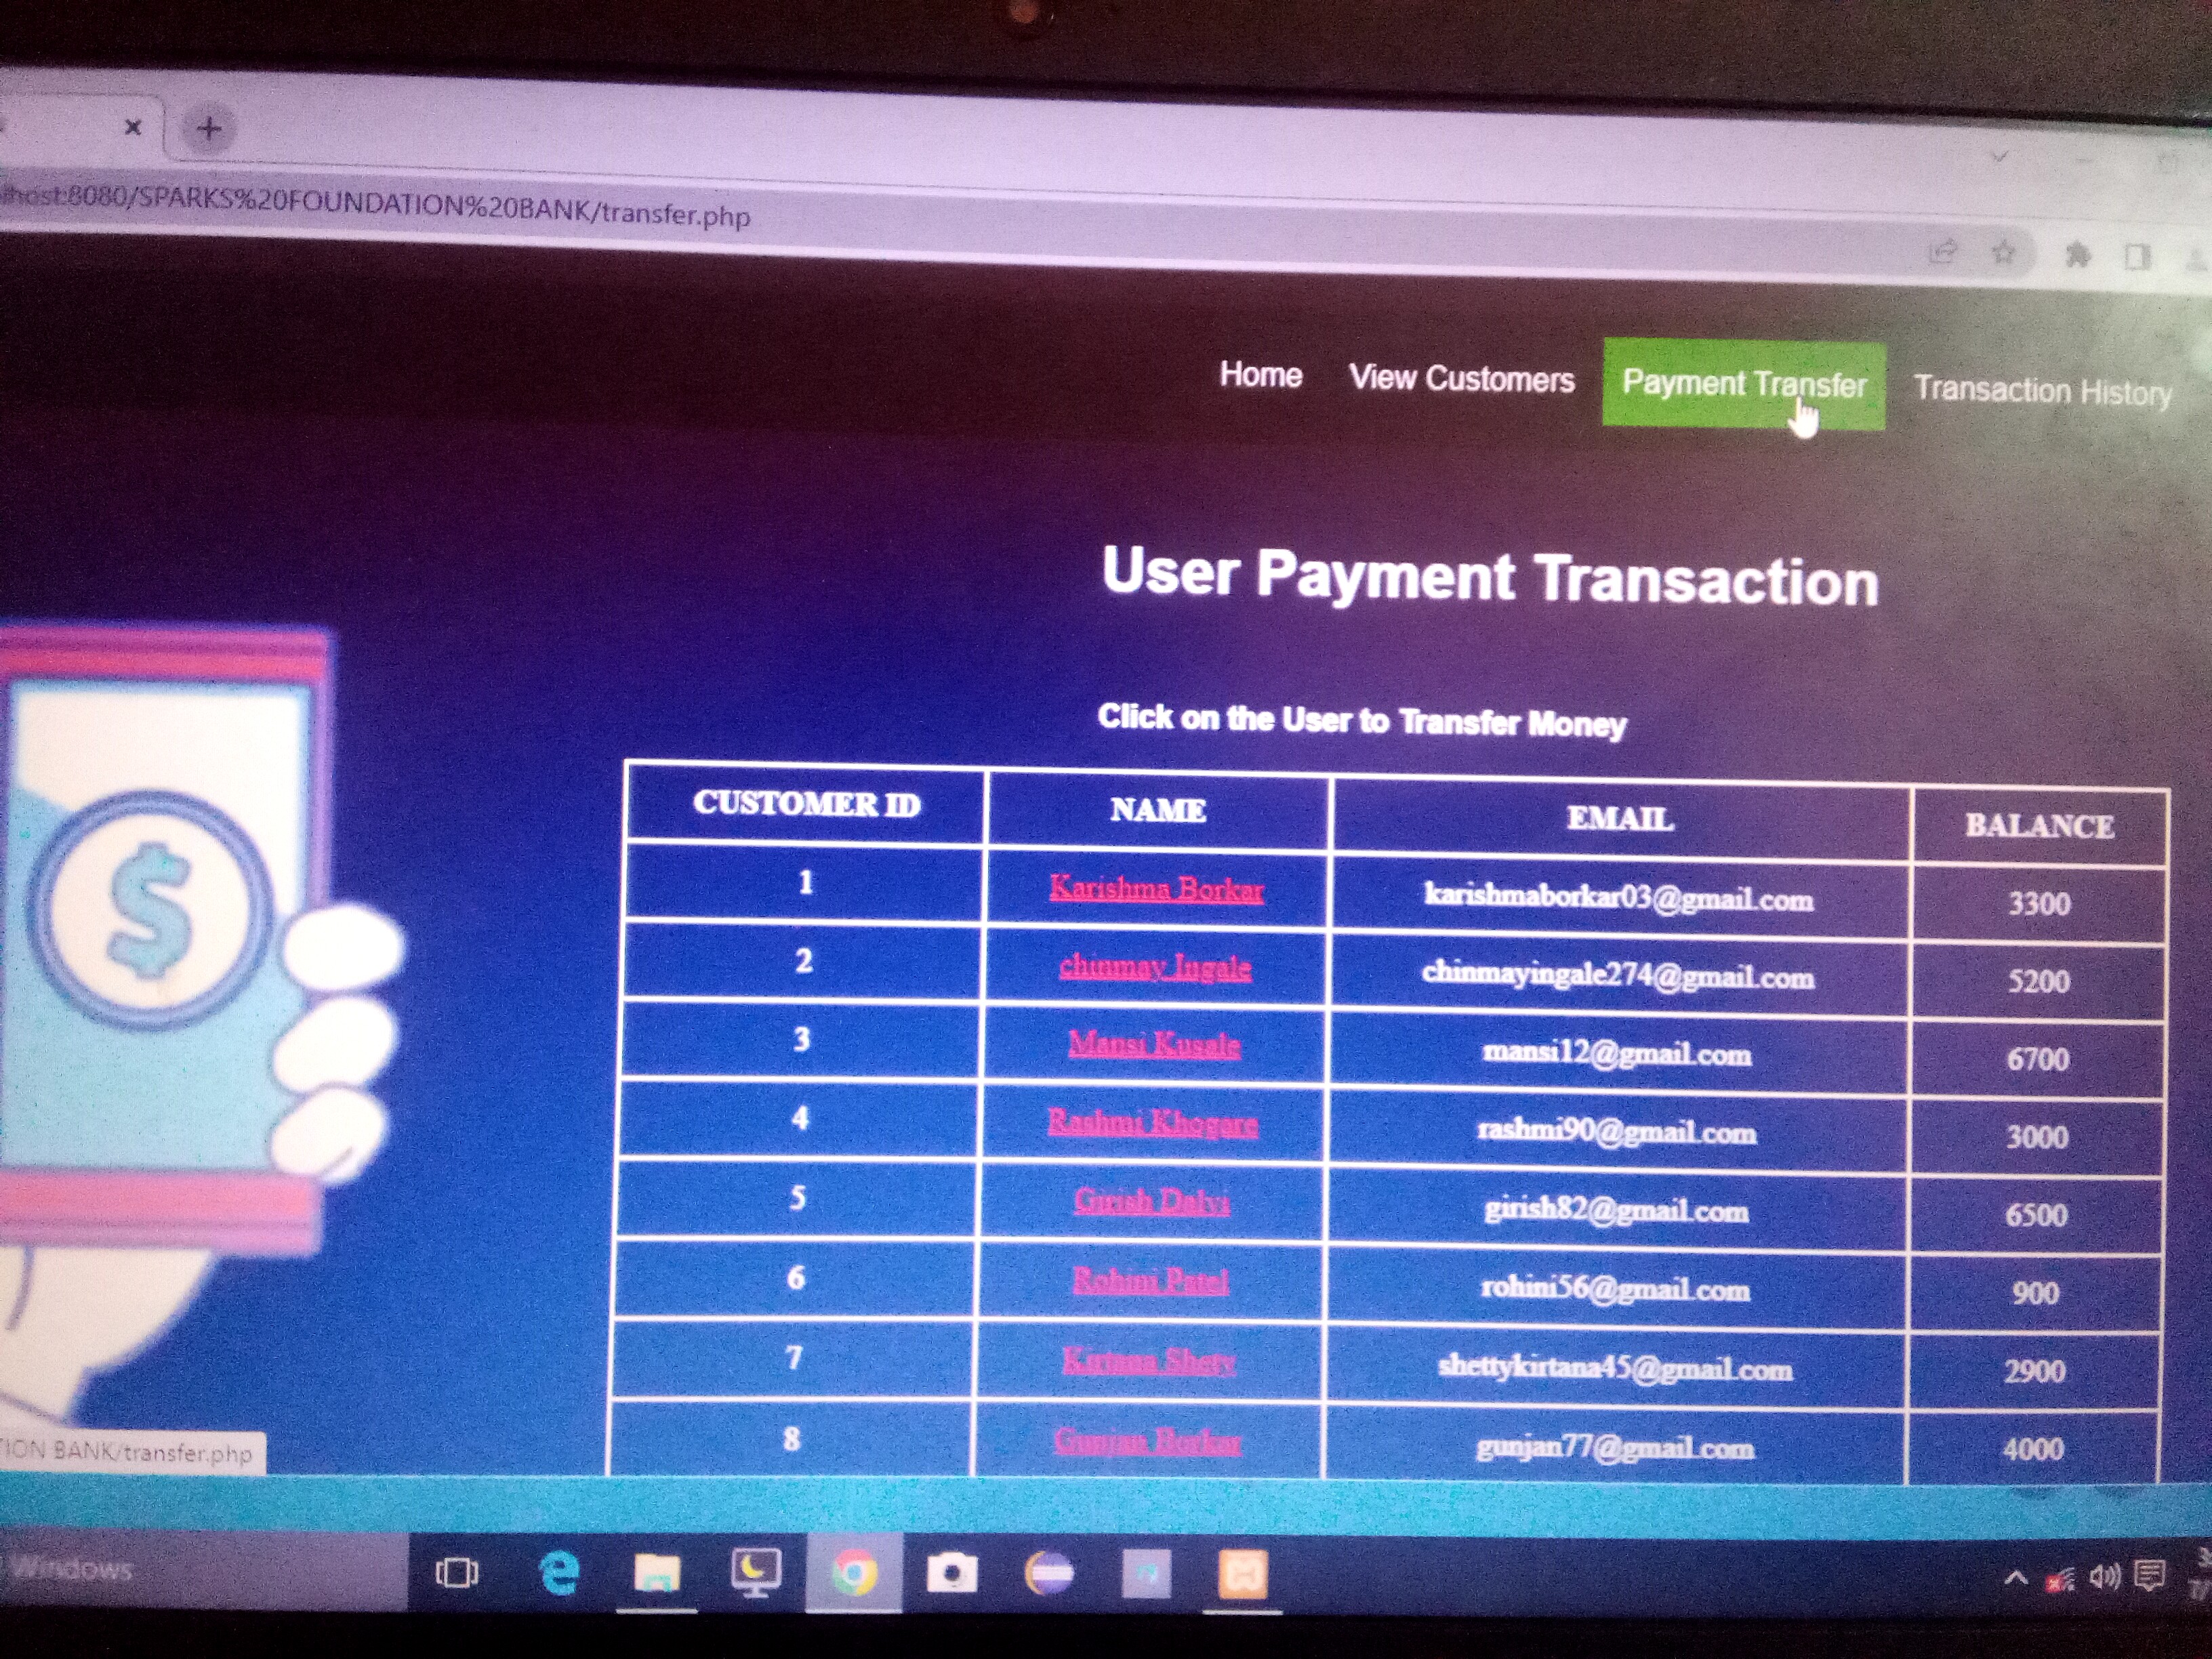 lhost:8080/SPARKS%20FOUNDATION%20BANK/transfer.php
Home View Customers Payment Transfer Transaction History
User Payment Transaction
Click on the User to Transfer Money
CUSTOMER ID NAME EMAIL BALANCE
1 Karishma Borkar karishmaborkar03@gmail.com 3300
2 chinmay Ingale chinmayingale274@gmail.com 5200
3 Mansi Kusale mansi12@gmail.com 6700
4 Rashmi Khogare rashmi90@gmail.com 3000
5 Girish Dalvi girish82@gmail.com 6500
6 Rohini Patel rohini56@gmail.com 900
7 Kirtana Shety shettykirtana45@gmail.com 2900
8 Gunjan Borkar gunjan77@gmail.com 4000
$
TION BANK/transfer.php
Windows